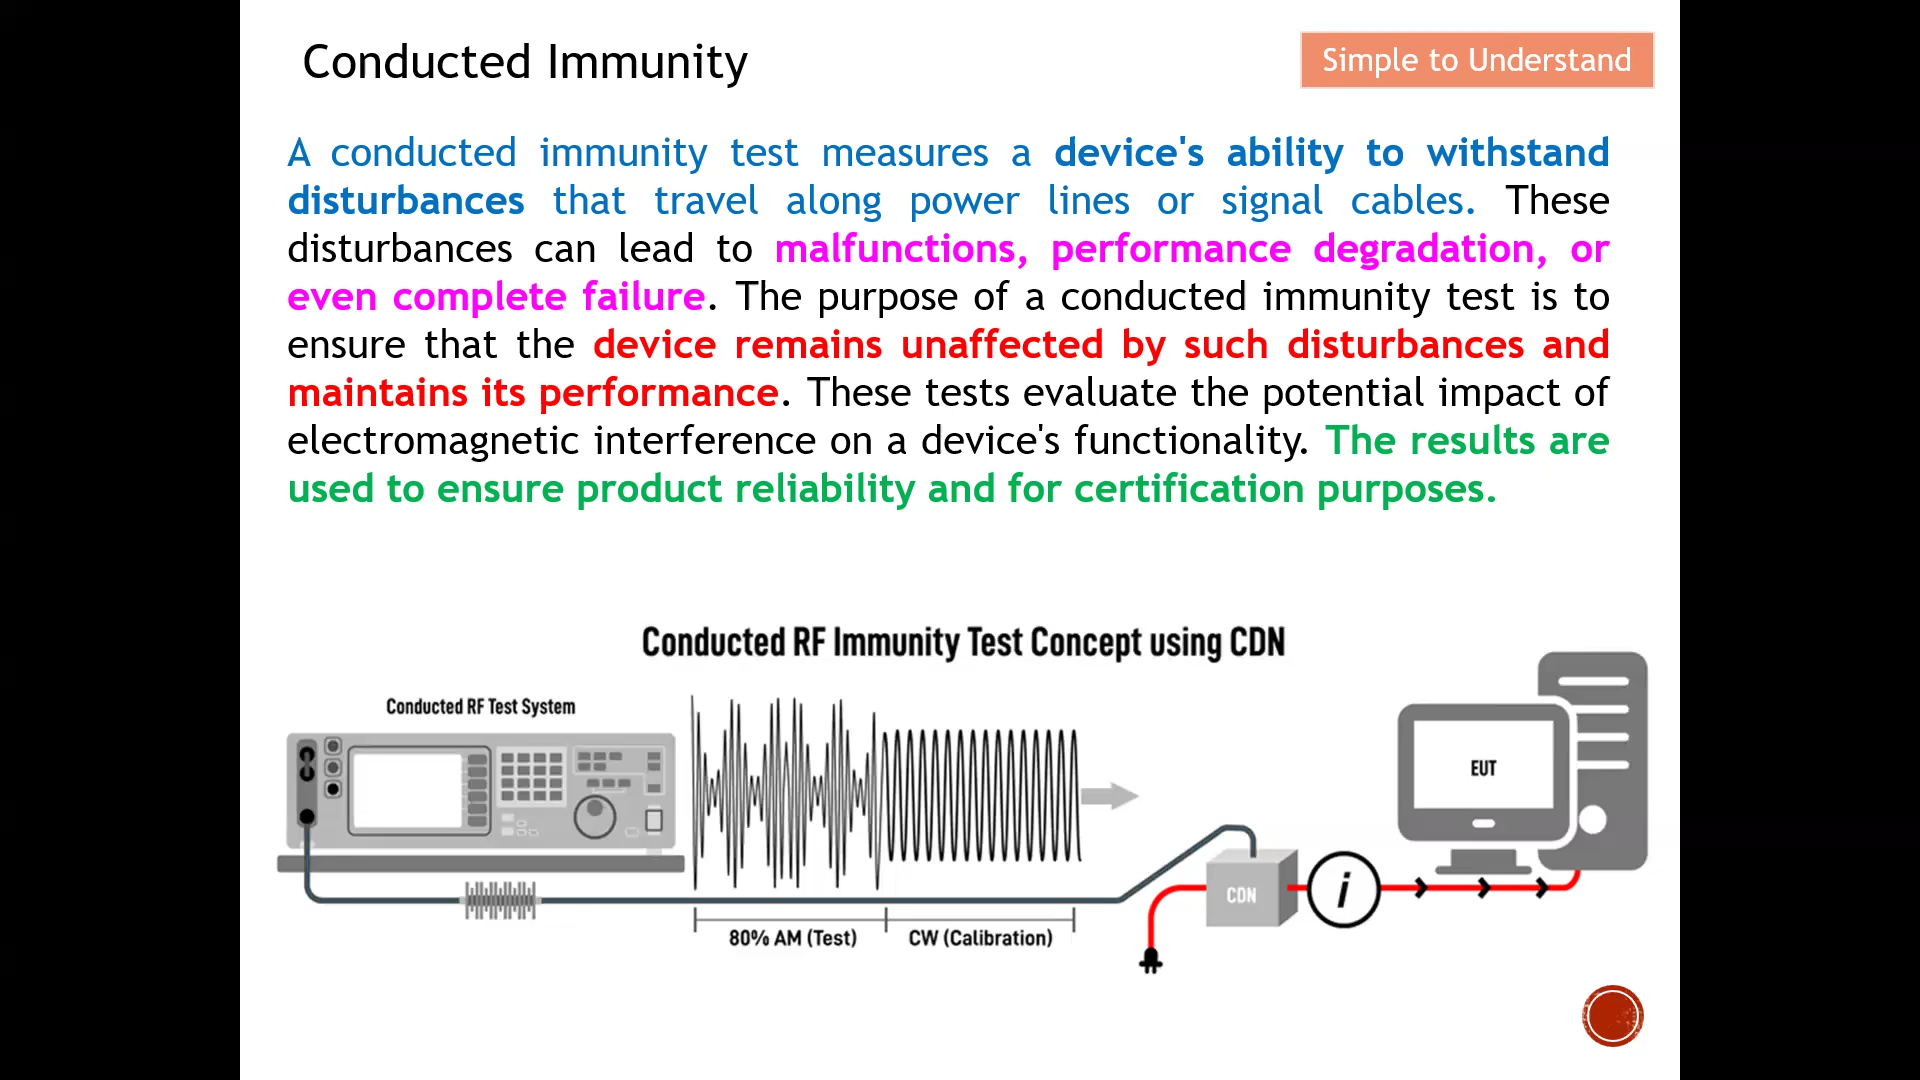 Conducted Immunity
Simple to Understand
A conducted immunity test measures a device's ability to withstand
disturbances that travel along power lines or signal cables. These
disturbances can lead to malfunctions, performance degradation, or
even complete failure. The purpose of a conducted immunity test is to
ensure that the device remains unaffected by such disturbances and
maintains its performance. These tests evaluate the potential impact of
electromagnetic interference on a device's functionality. The results are
used to ensure product reliability and for certification purposes.
Conducted RF Immunity Test Concept using CDN
Conducted RF Test System
EUT
CDN
i
80% AM (Test)
CW (Calibration)